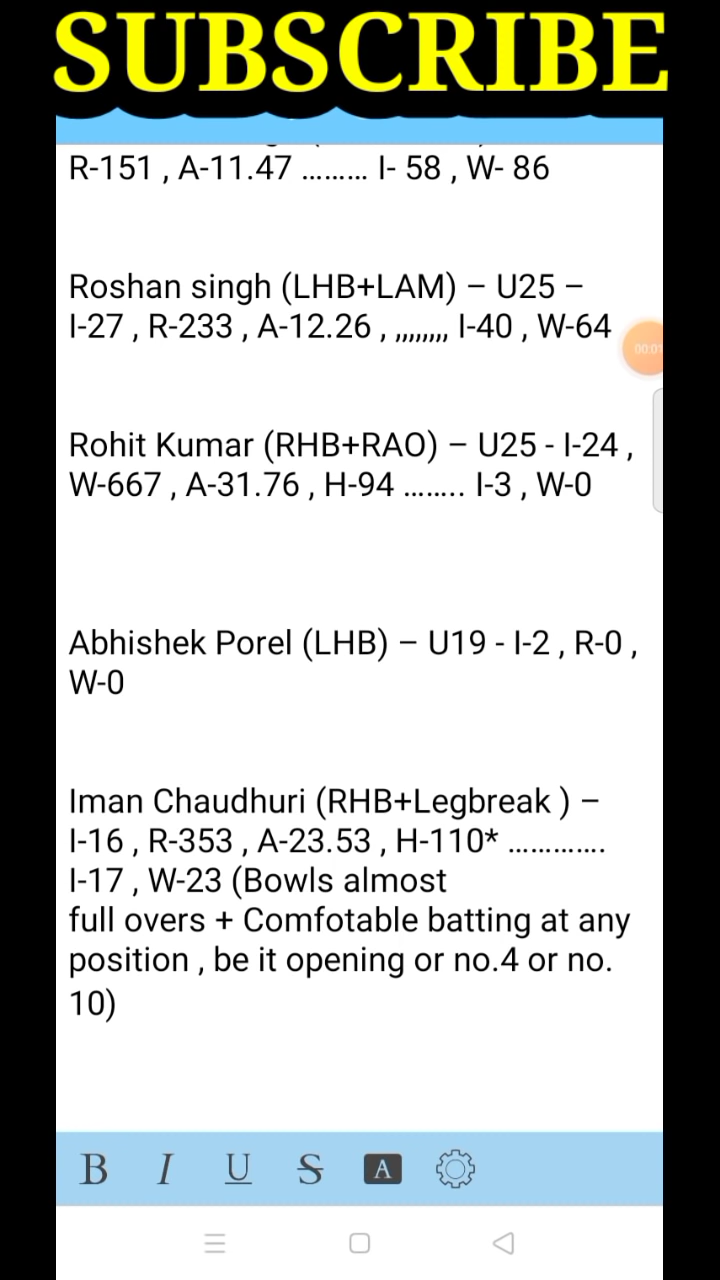 SUBSCRIBE
R-151 , A-11.47 ......... I- 58 , W- 86
Roshan singh (LHB+LAM) – U25 –
I-27 , R-233 , A-12.26 , ,,,,,,,, I-40 , W-64
00:01
Rohit Kumar (RHB+RAO) – U25 - I-24 ,
W-667 , A-31.76 , H-94 ........ I-3 , W-0
Abhishek Porel (LHB) – U19 - I-2 , R-0 ,
W-0
Iman Chaudhuri (RHB+Legbreak ) –
I-16 , R-353 , A-23.53 , H-110* .............
I-17 , W-23 (Bowls almost
full overs + Comfotable batting at any
position , be it opening or no.4 or no.
10)
B I U S A